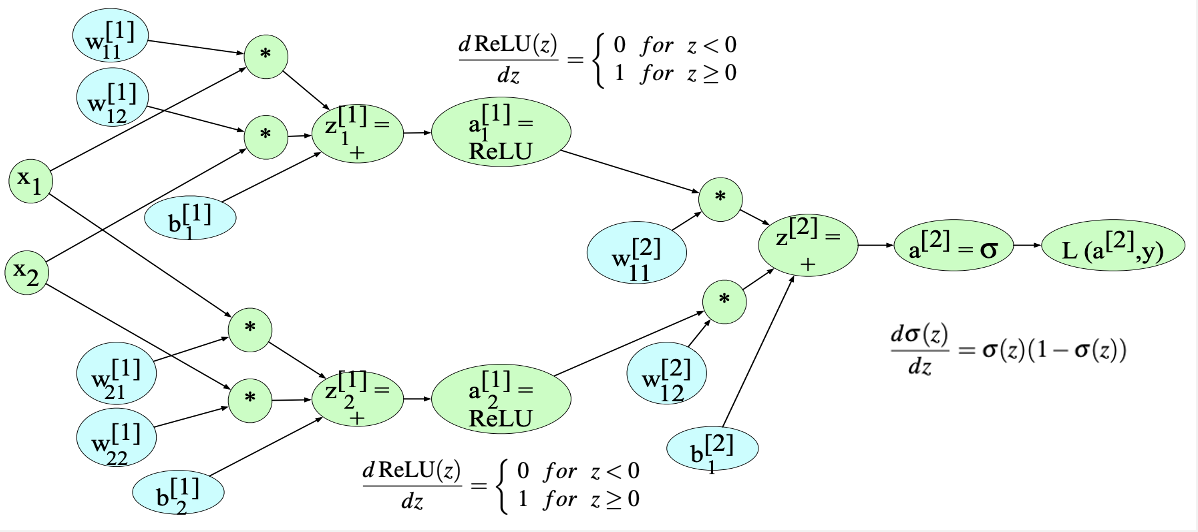 w[1]11
*
d ReLU(z)/dz = { 0 for z < 0
1 for z ≥ 0
w[1]12
*
z[1]1 =
+
a[1]1 =
ReLU
x1
b[1]1
*
w[2]11
z[2] =
+
a[2] = σ
L (a[2],y)
x2
*
*
dσ(z)/dz = σ(z)(1 − σ(z))
w[1]21
w[2]12
*
z[1]2 =
+
a[1]2 =
ReLU
w[1]22
b[2]1
b[1]2
d ReLU(z)/dz = { 0 for z < 0
1 for z ≥ 0